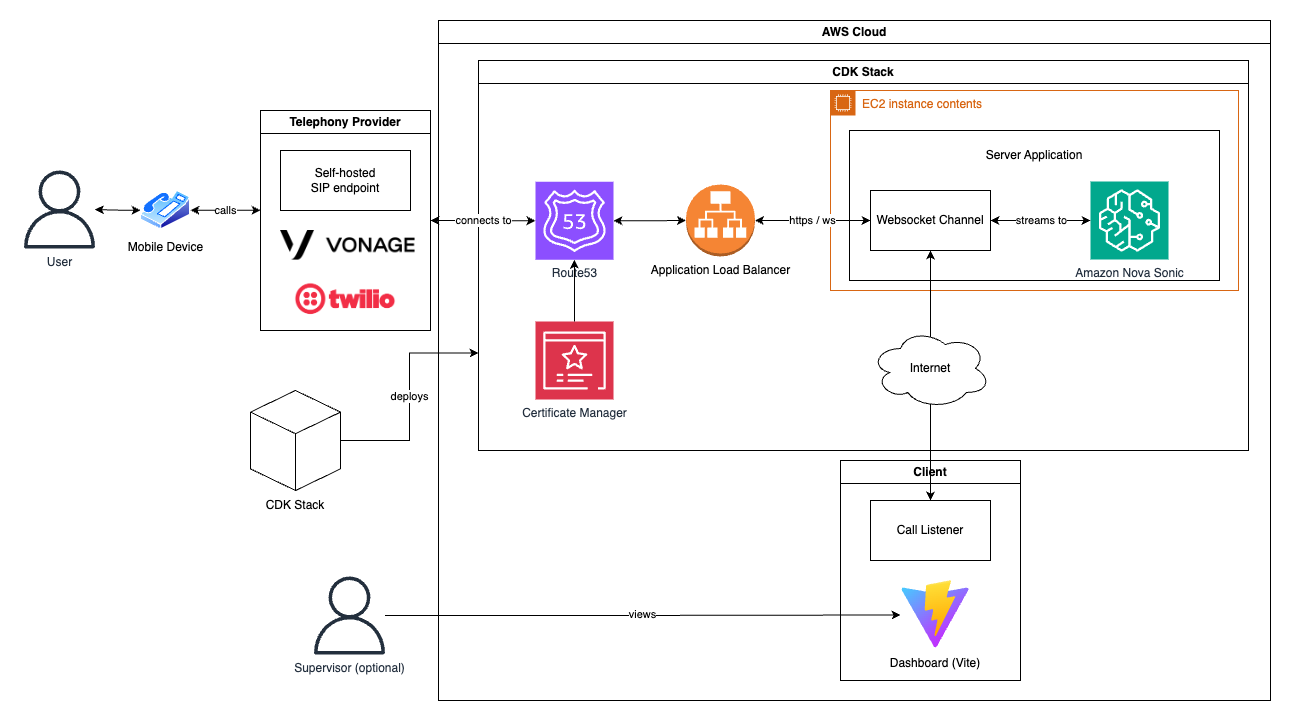 AWS Cloud
CDK Stack
EC2 instance contents
Telephony Provider
Server Application
Self-hosted
SIP endpoint
User
Mobile Device
calls
VONAGE
twilio
connects to
53
Route53
Application Load Balancer
https / ws
Websocket Channel
streams to
Amazon Nova Sonic
Certificate Manager
Internet
deploys
CDK Stack
Client
Call Listener
views
Supervisor (optional)
Dashboard (Vite)